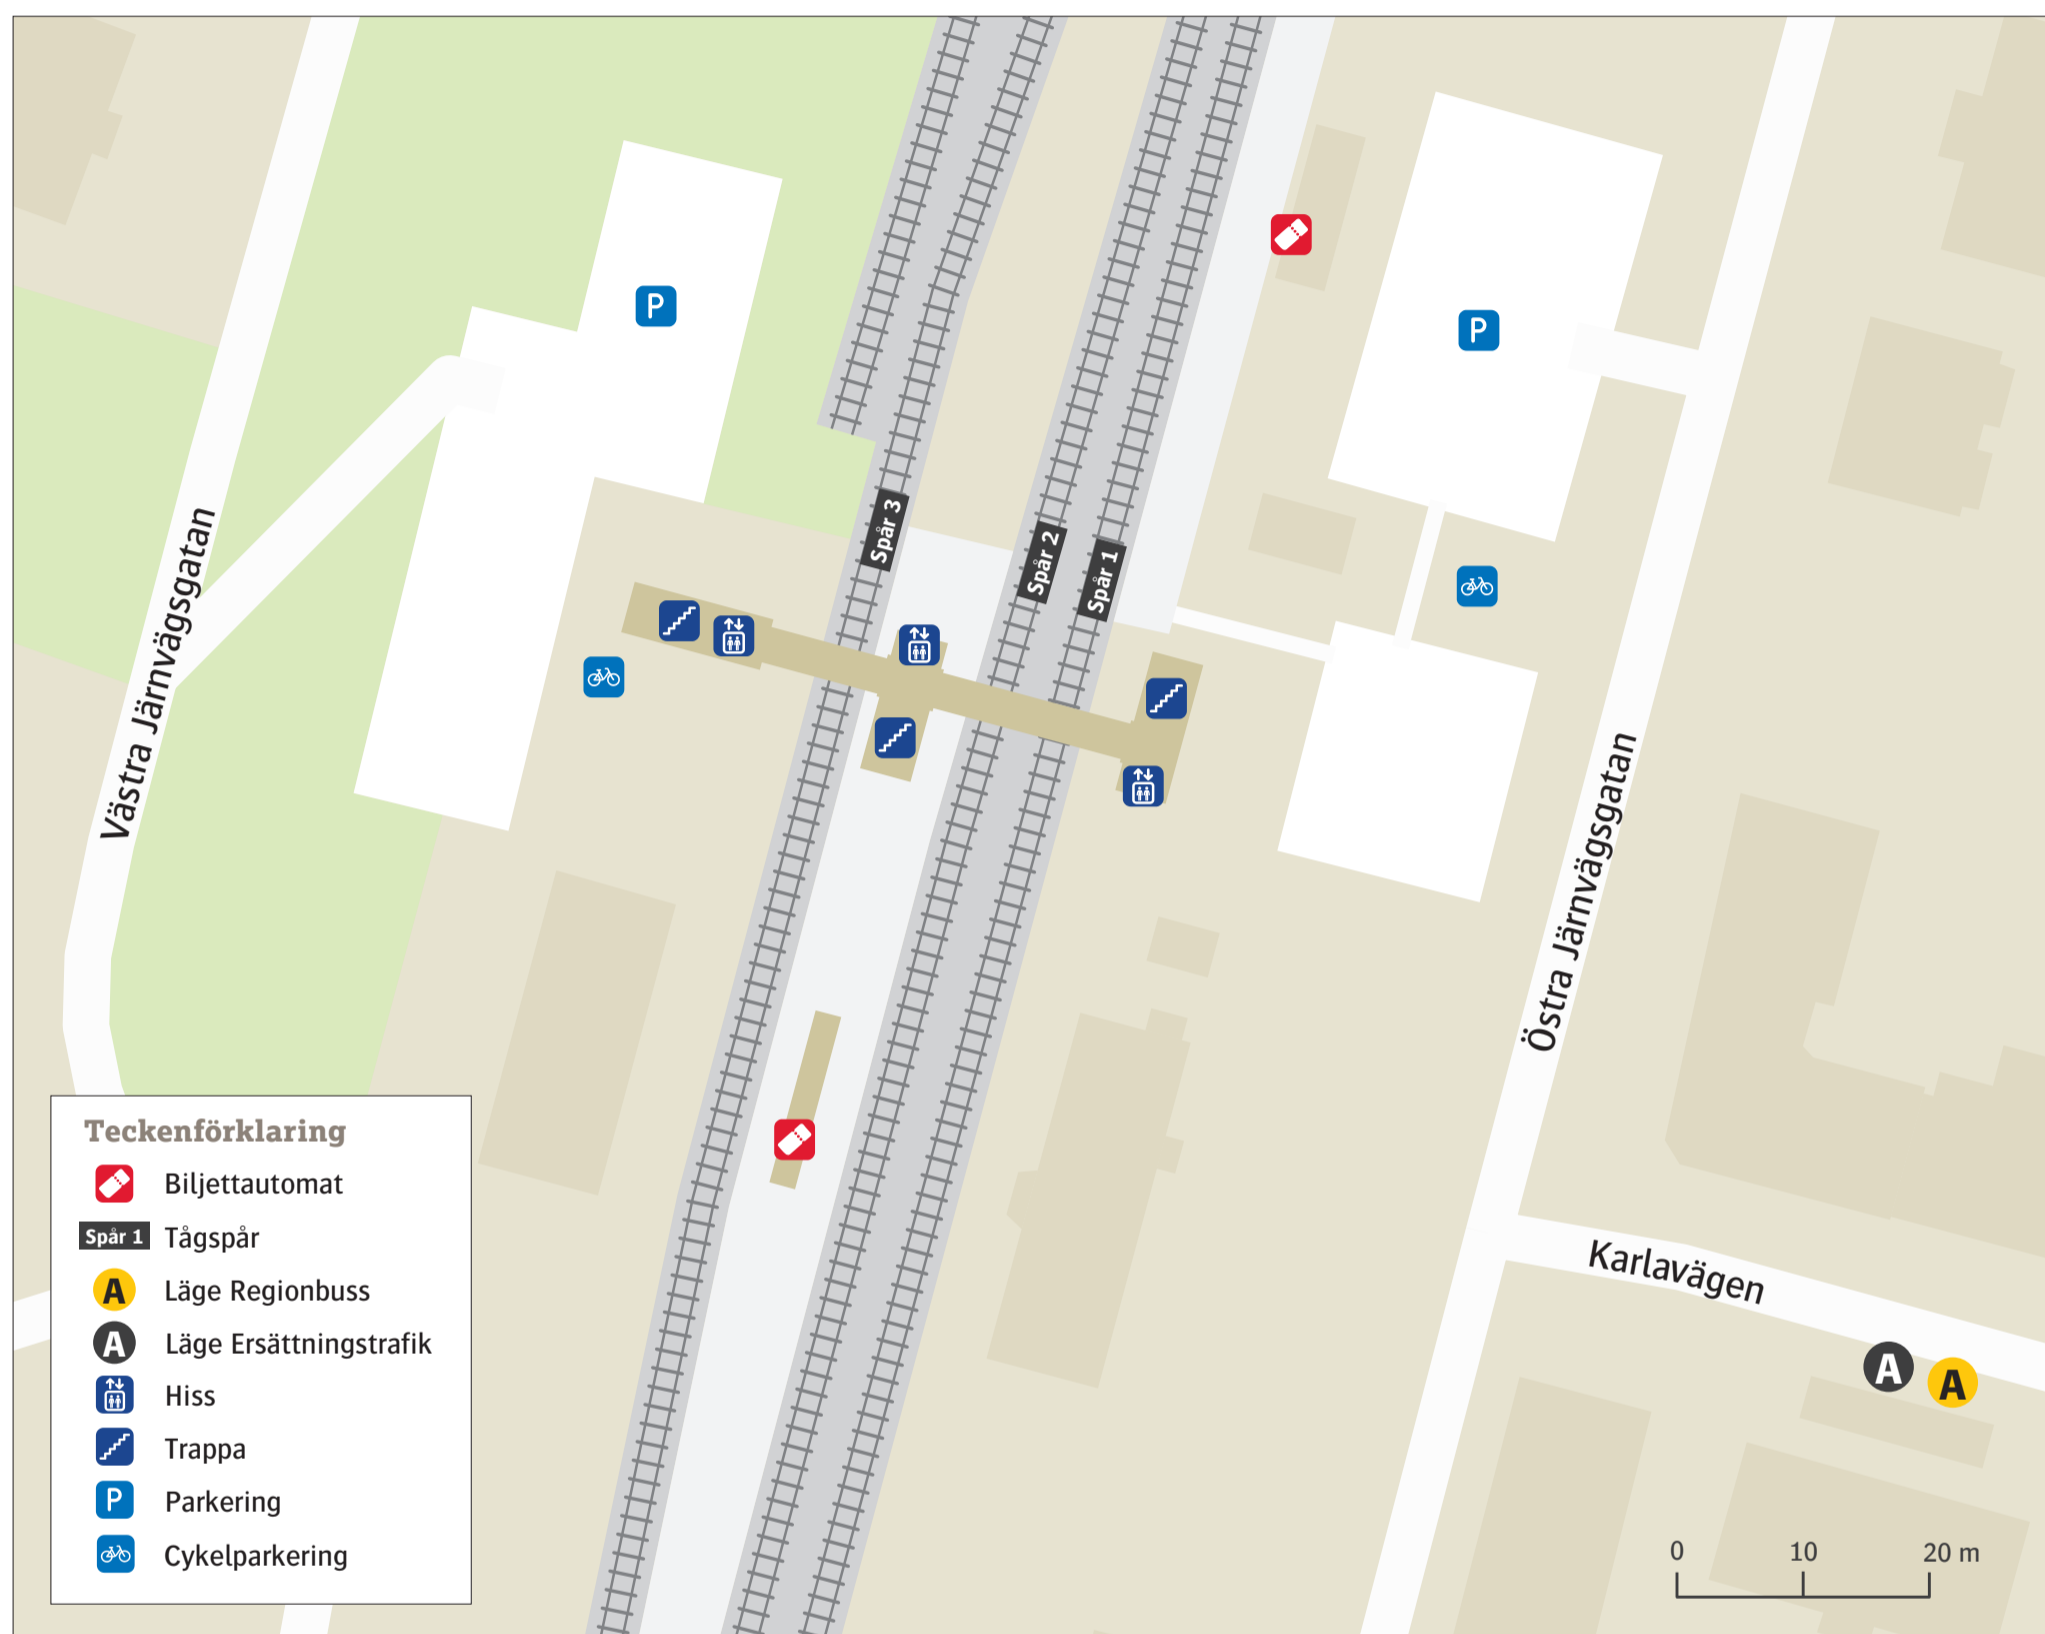 P
P
Spår 3
Spår 2
Spår 1
Västra Järnvägsgatan
Östra Järnvägsgatan
Karlavägen
A
A
Teckenförklaring
Biljettautomat
Spår 1 Tågspår
A Läge Regionbuss
A Läge Ersättningstrafik
Hiss
Trappa
P Parkering
Cykelparkering
0 10 20 m